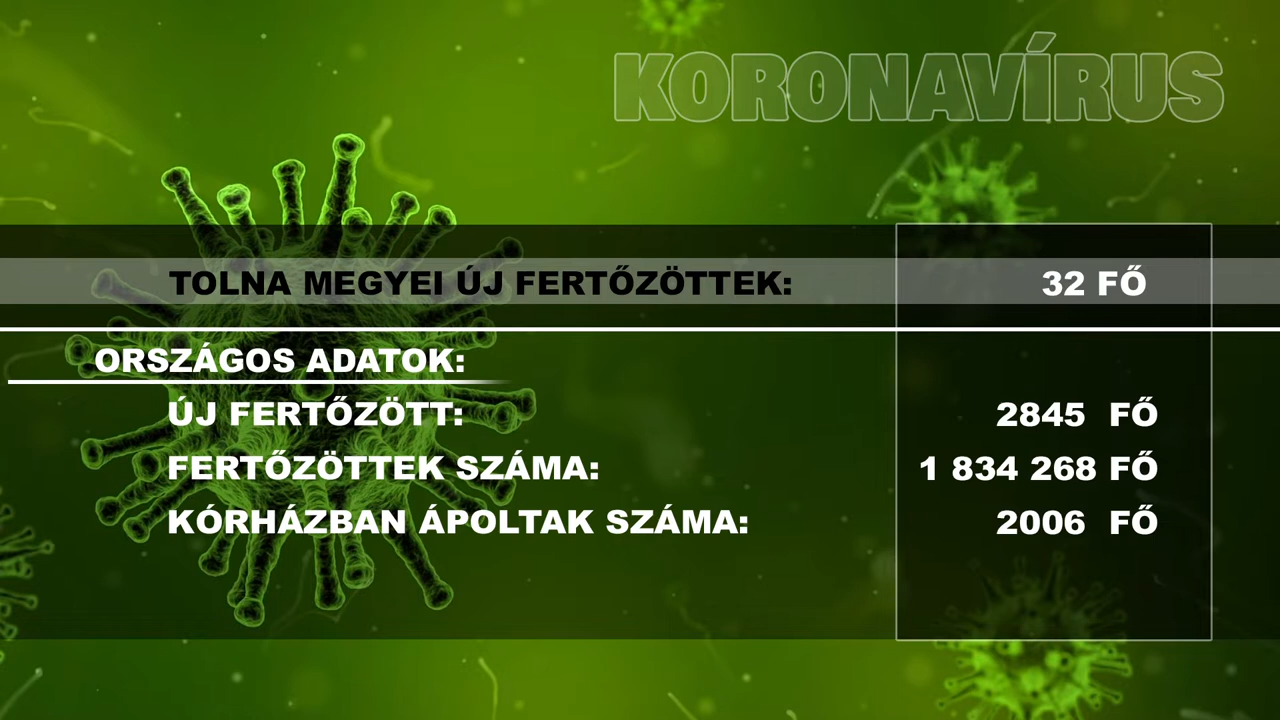 KORONAVÍRUS
TOLNA MEGYEI ÚJ FERTŐZÖTTEK: 32 FŐ
ORSZÁGOS ADATOK:
ÚJ FERTŐZÖTT: 2845 FŐ
FERTŐZÖTTEK SZÁMA: 1 834 268 FŐ
KÓRHÁZBAN ÁPOLTAK SZÁMA: 2006 FŐ